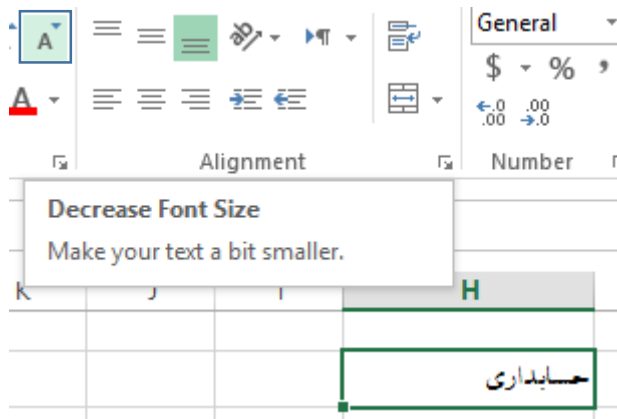 General
$ %
Alignment
Number
Decrease Font Size
Make your text a bit smaller.
K J I H
حسابداری